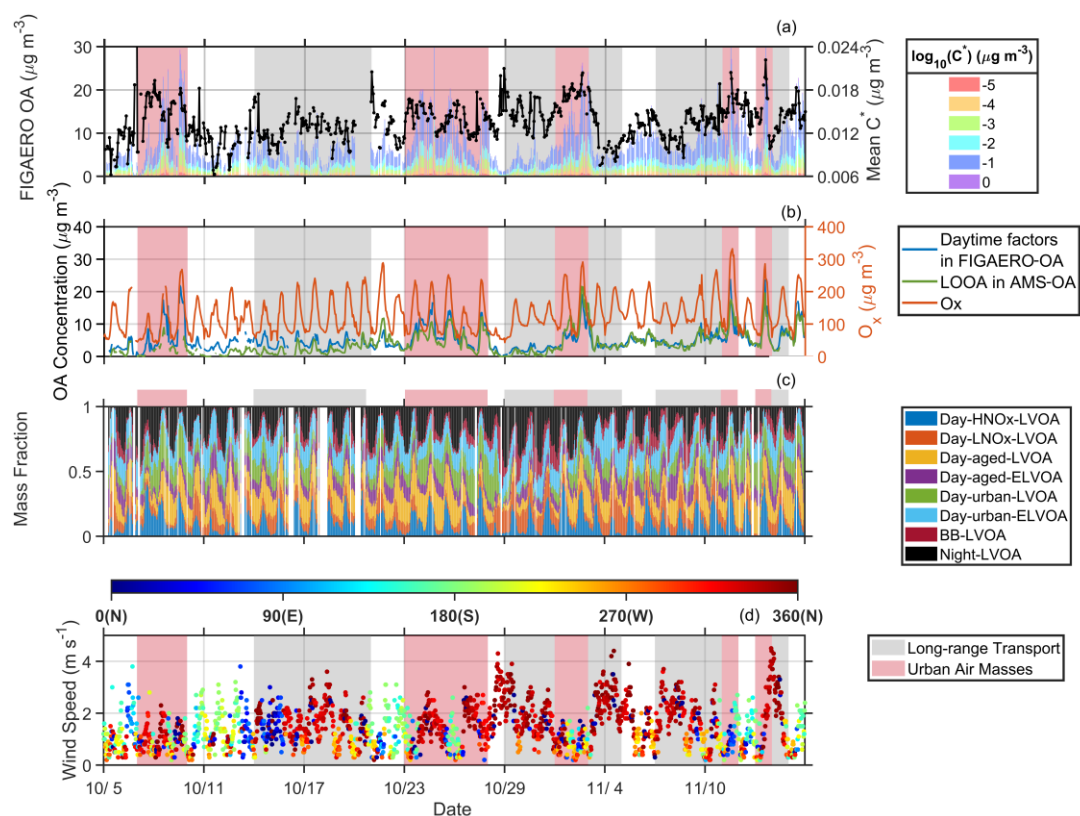 (a)
FIGAERO OA (μg m-3)
30
20
10
0
0.024
0.018
0.012
0.006
Mean C* (μg m-3)
log10(C*) (μg m-3)
-5
-4
-3
-2
-1
0
(b)
OA Concentration (μg m-3)
40
30
20
10
0
400
300
200
100
0
Ox (μg m-3)
Daytime factors
in FIGAERO-OA
LOOA in AMS-OA
Ox
(c)
Mass Fraction
1
0.5
0
Day-HNOx-LVOA
Day-LNOx-LVOA
Day-aged-LVOA
Day-aged-ELVOA
Day-urban-LVOA
Day-urban-ELVOA
BB-LVOA
Night-LVOA
0(N)
90(E)
180(S)
270(W)
(d)
360(N)
Wind Speed (m s-1)
4
2
0
Long-range Transport
Urban Air Masses
10/ 5
10/11
10/17
10/23
10/29
11/ 4
11/10
Date